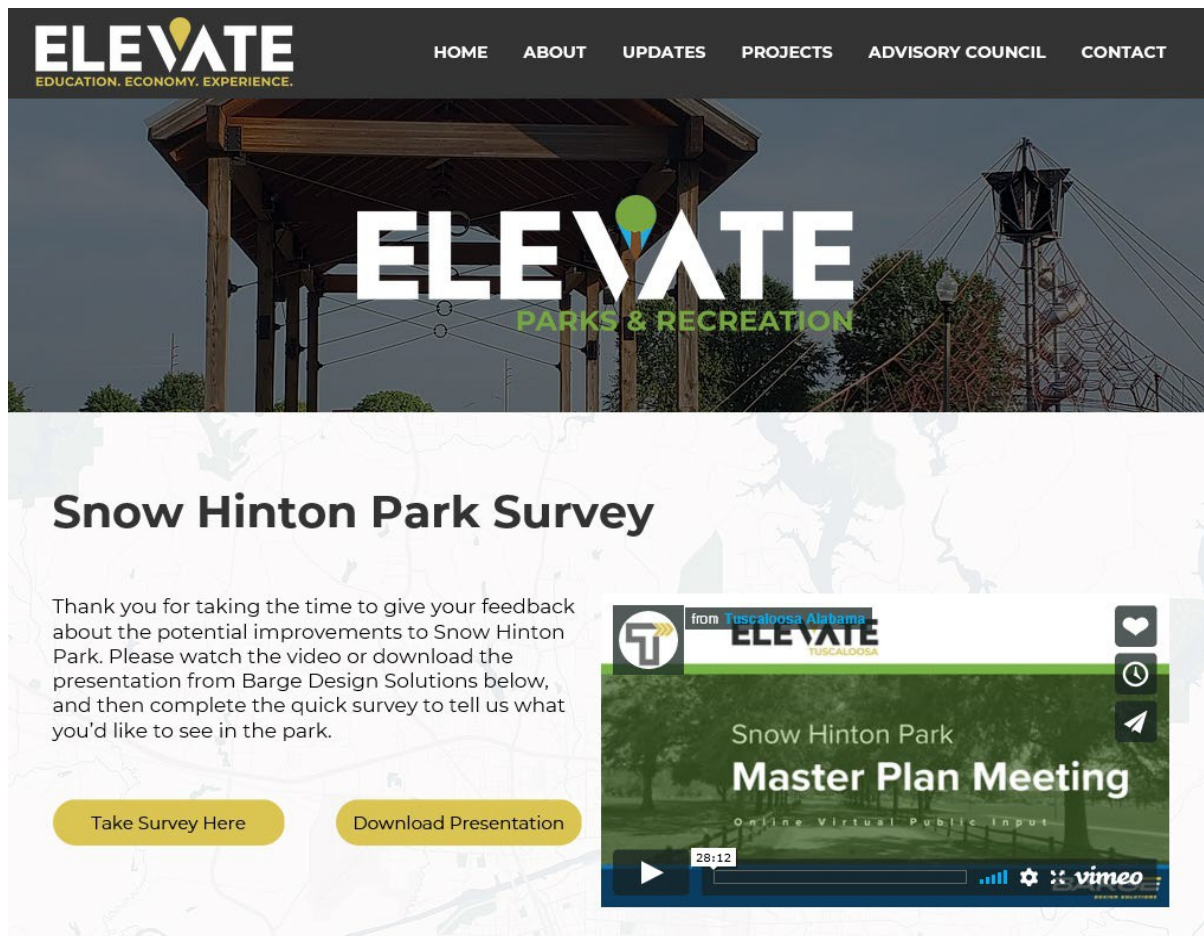 ELEVATE
EDUCATION. ECONOMY. EXPERIENCE.
HOME ABOUT UPDATES PROJECTS ADVISORY COUNCIL CONTACT
ELEVATE
PARKS & RECREATION
Snow Hinton Park Survey
Thank you for taking the time to give your feedback
about the potential improvements to Snow Hinton
Park. Please watch the video or download the
presentation from Barge Design Solutions below,
and then complete the quick survey to tell us what
you'd like to see in the park.
Take Survey Here
Download Presentation
from Tuscaloosa Alabama
ELEVATE
TUSCALOOSA
Snow Hinton Park
Master Plan Meeting
Online Virtual Public Input
28:12
vimeo
BARGE
DESIGN SOLUTIONS